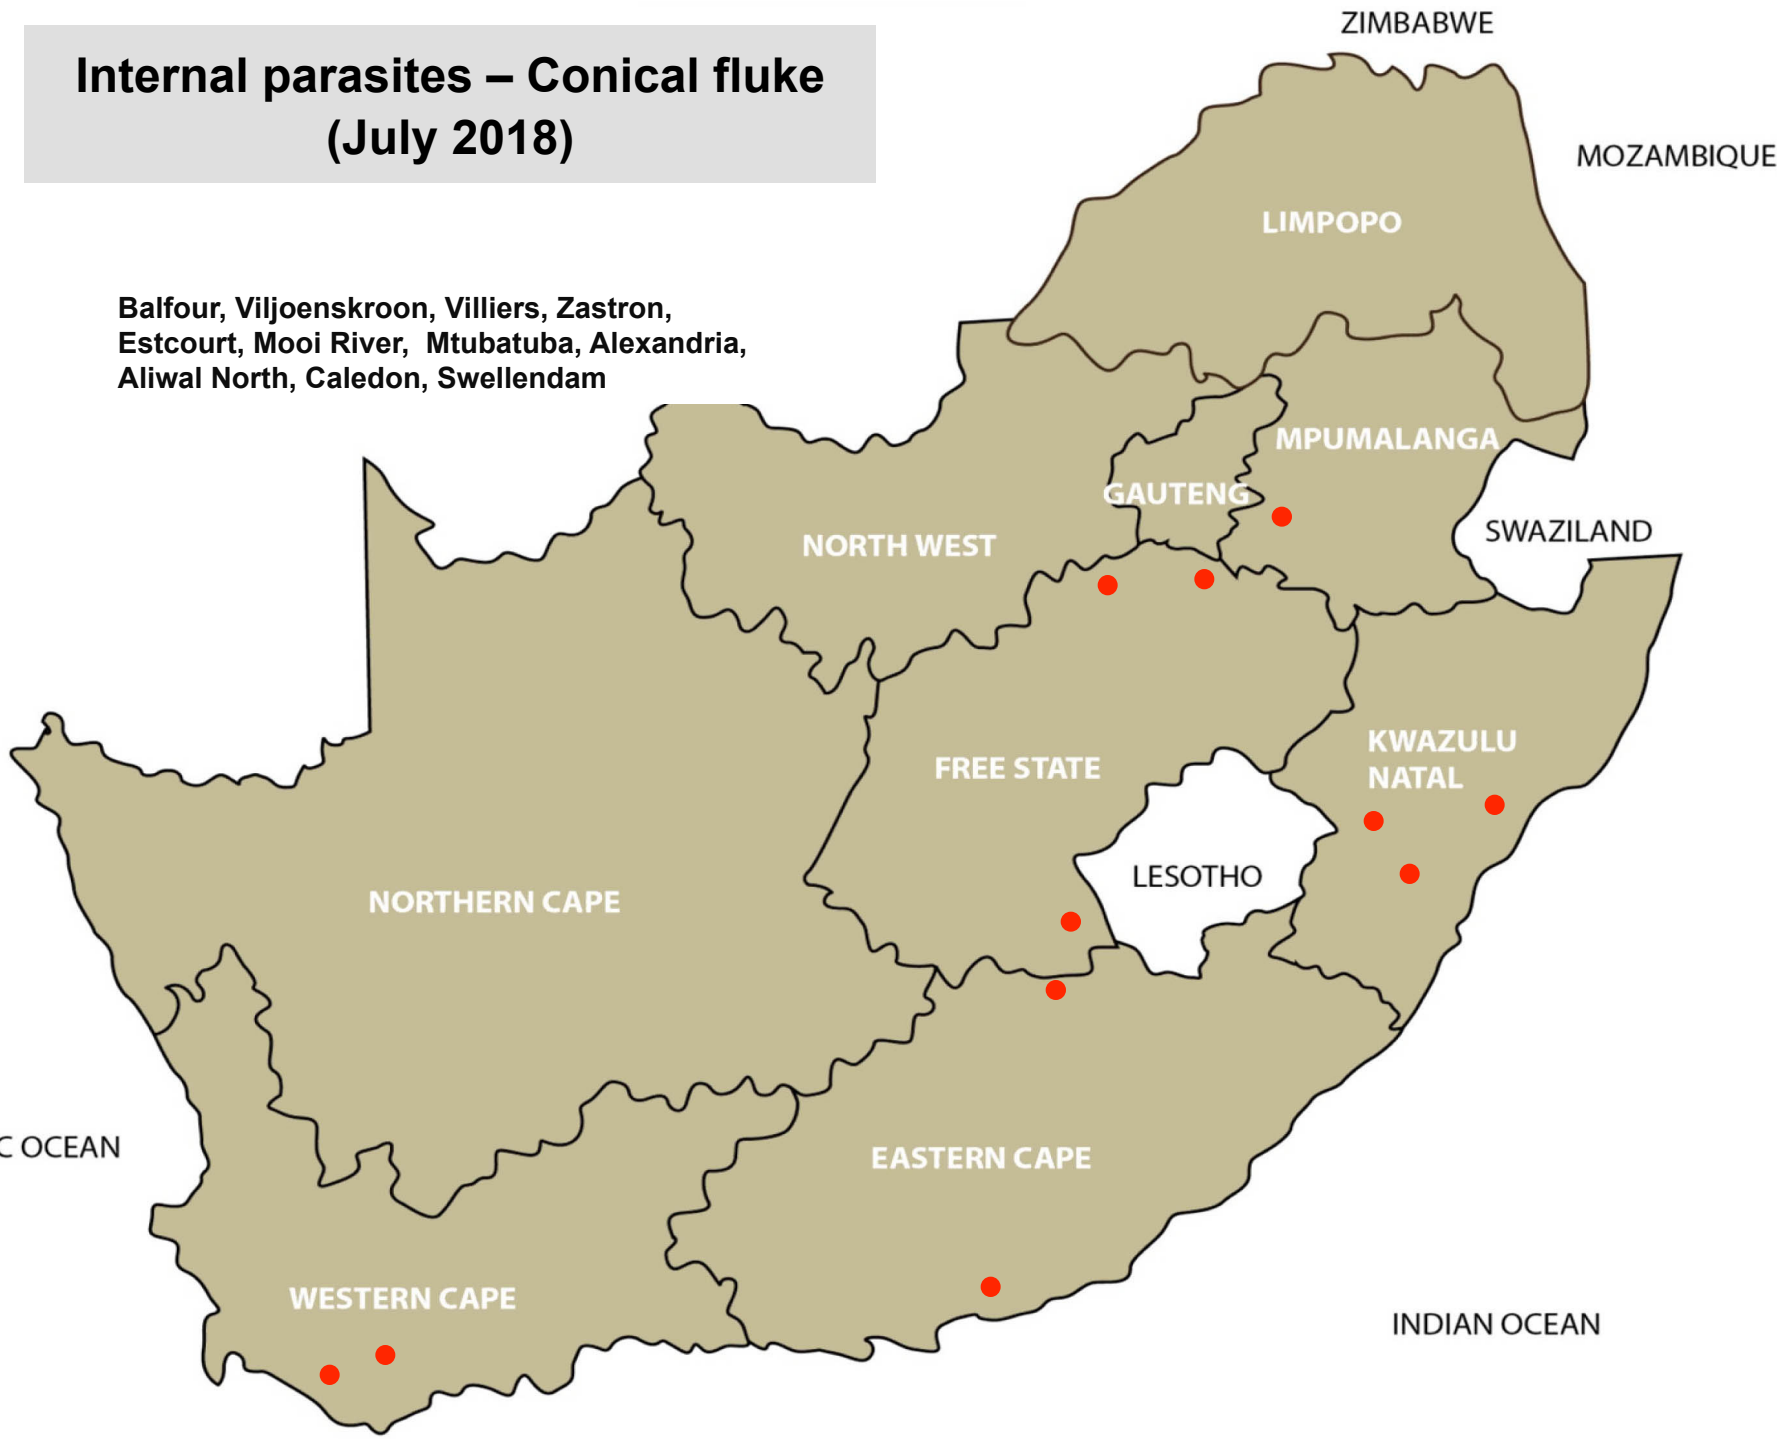 Internal parasites – Conical fluke
(July 2018)
Balfour, Viljoenskroon, Villiers, Zastron,
Estcourt, Mooi River,  Mtubatuba, Alexandria,
Aliwal North, Caledon, Swellendam
ZIMBABWE
MOZAMBIQUE
LIMPOPO
MPUMALANGA
GAUTENG
SWAZILAND
NORTH WEST
KWAZULU
NATAL
FREE STATE
LESOTHO
NORTHERN CAPE
C OCEAN
EASTERN CAPE
WESTERN CAPE
INDIAN OCEAN